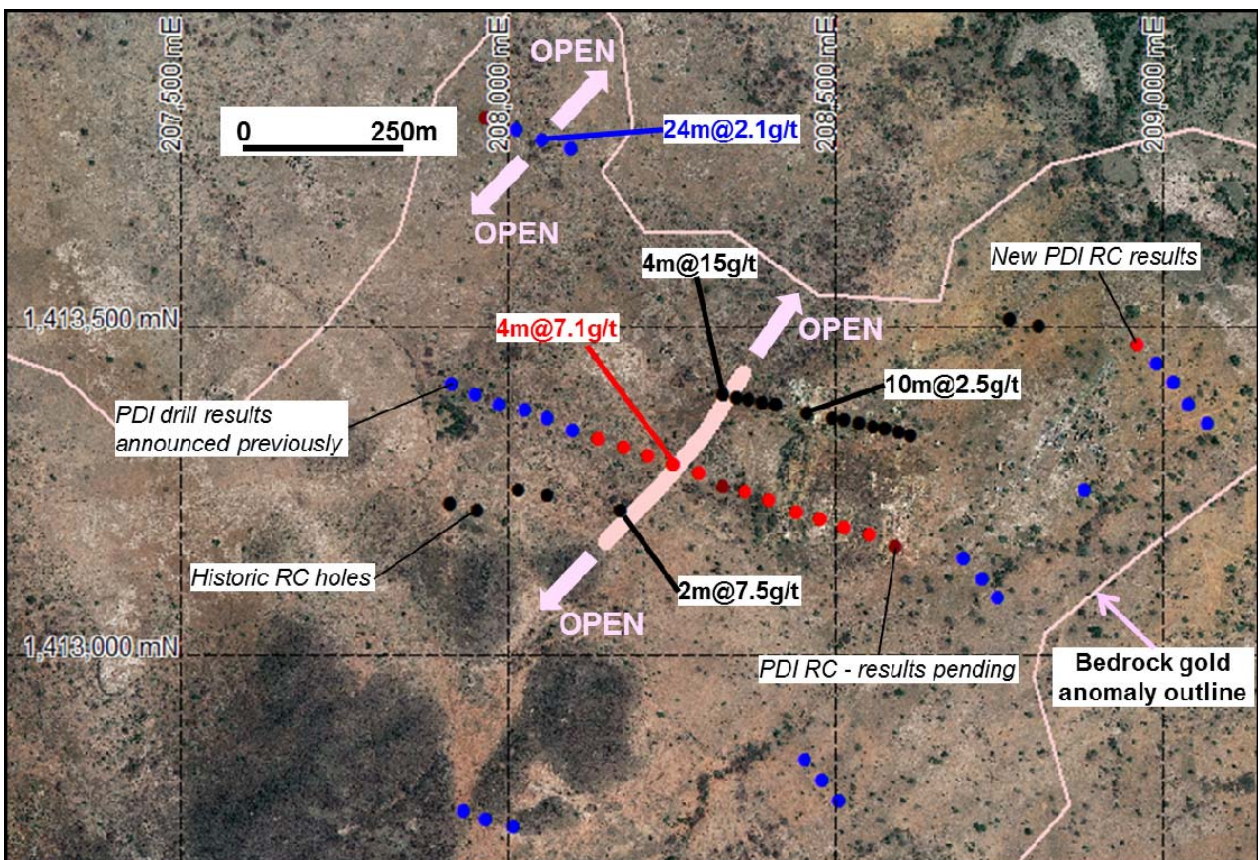 207,500 mE
208,000 mE
208,500 mE
209,000 mE
OPEN
0 250m
24m@2.1g/t
OPEN
4m@15g/t
New PDI RC results
1,413,500 mN
4m@7.1g/t
OPEN
10m@2.5g/t
PDI drill results
announced previously
Historic RC holes
2m@7.5g/t
OPEN
1,413,000 mN
PDI RC - results pending
Bedrock gold
anomaly outline